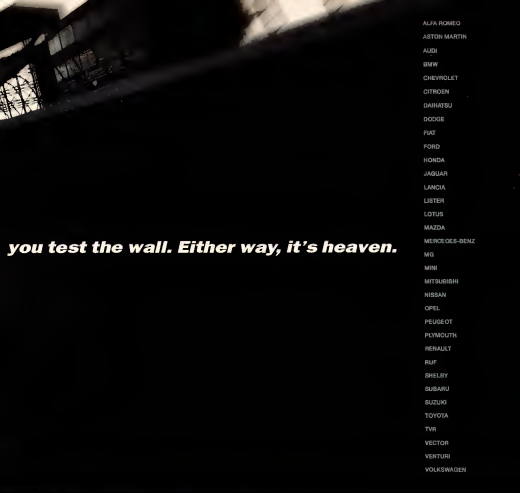 you test the wall. Either way, it's heaven.
ALFA ROMEO
ASTON MARTIN
AUDI
BMW
CHEVROLET
CITROEN
DAIHATSU
DODGE
FIAT
FORD
HONDA
JAGUAR
LANCIA
LISTER
LOTUS
MAZDA
MERCEDES-BENZ
MG
MINI
MITSUBISHI
NISSAN
OPEL
PEUGEOT
PLYMOUTH
RENAULT
RUF
SHELBY
SUBARU
SUZUKI
TOYOTA
TVR
VECTOR
VENTURI
VOLKSWAGEN